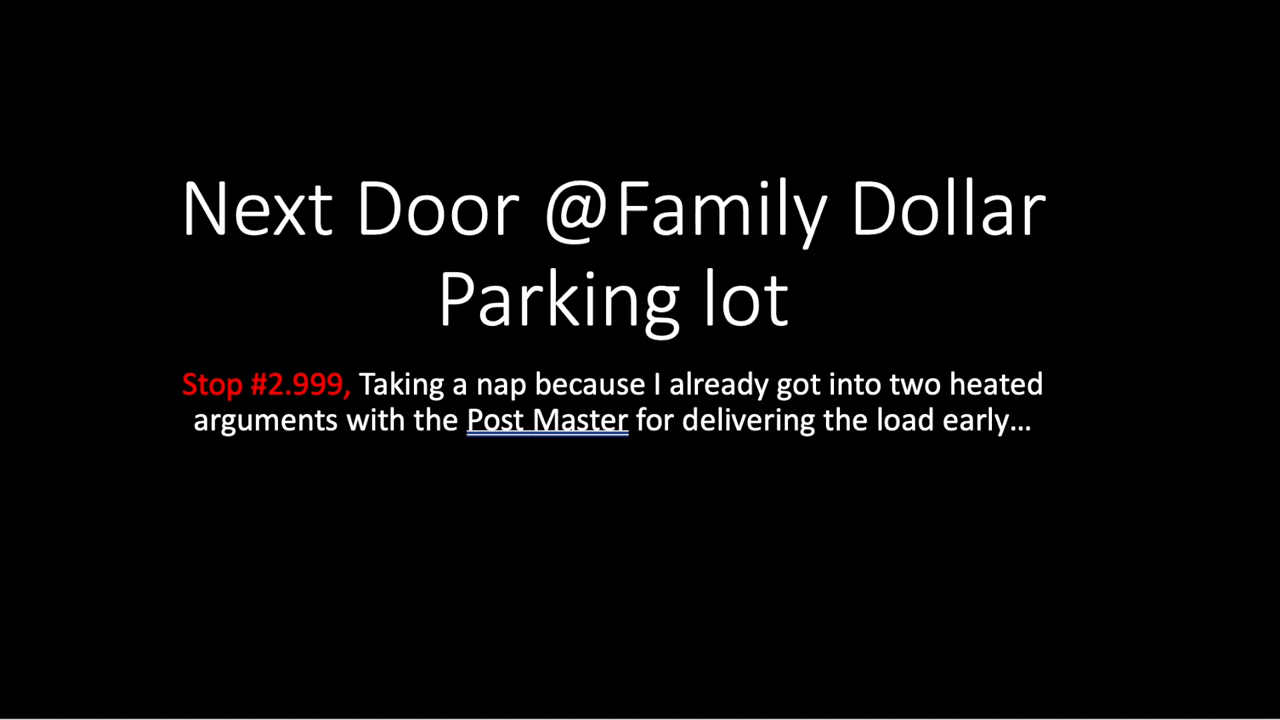 Next Door @Family Dollar
Parking lot
Stop #2.999, Taking a nap because I already got into two heated
arguments with the Post Master for delivering the load early...